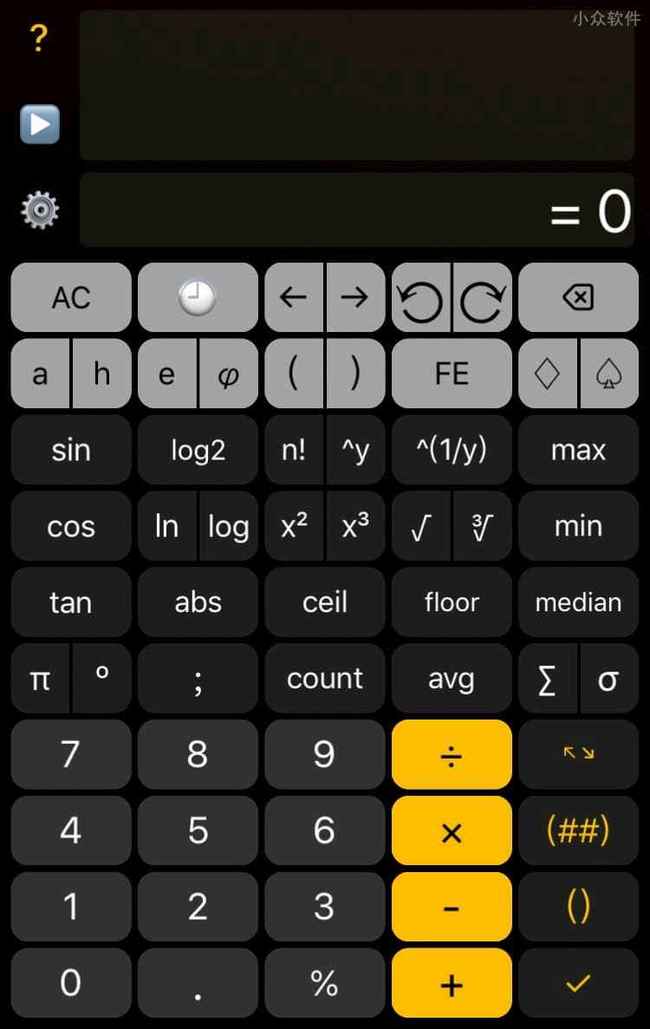 小众软件
?
= 0
AC ← → ⌫
a h e φ ( ) FE ♢ ♤
sin log2 n! ^y ^(1/y) max
cos ln log x² x³ √ ∛ min
tan abs ceil floor median
π º ; count avg ∑ σ
7 8 9 ÷
4 5 6 × (##)
1 2 3 - ()
0 . % + ✓